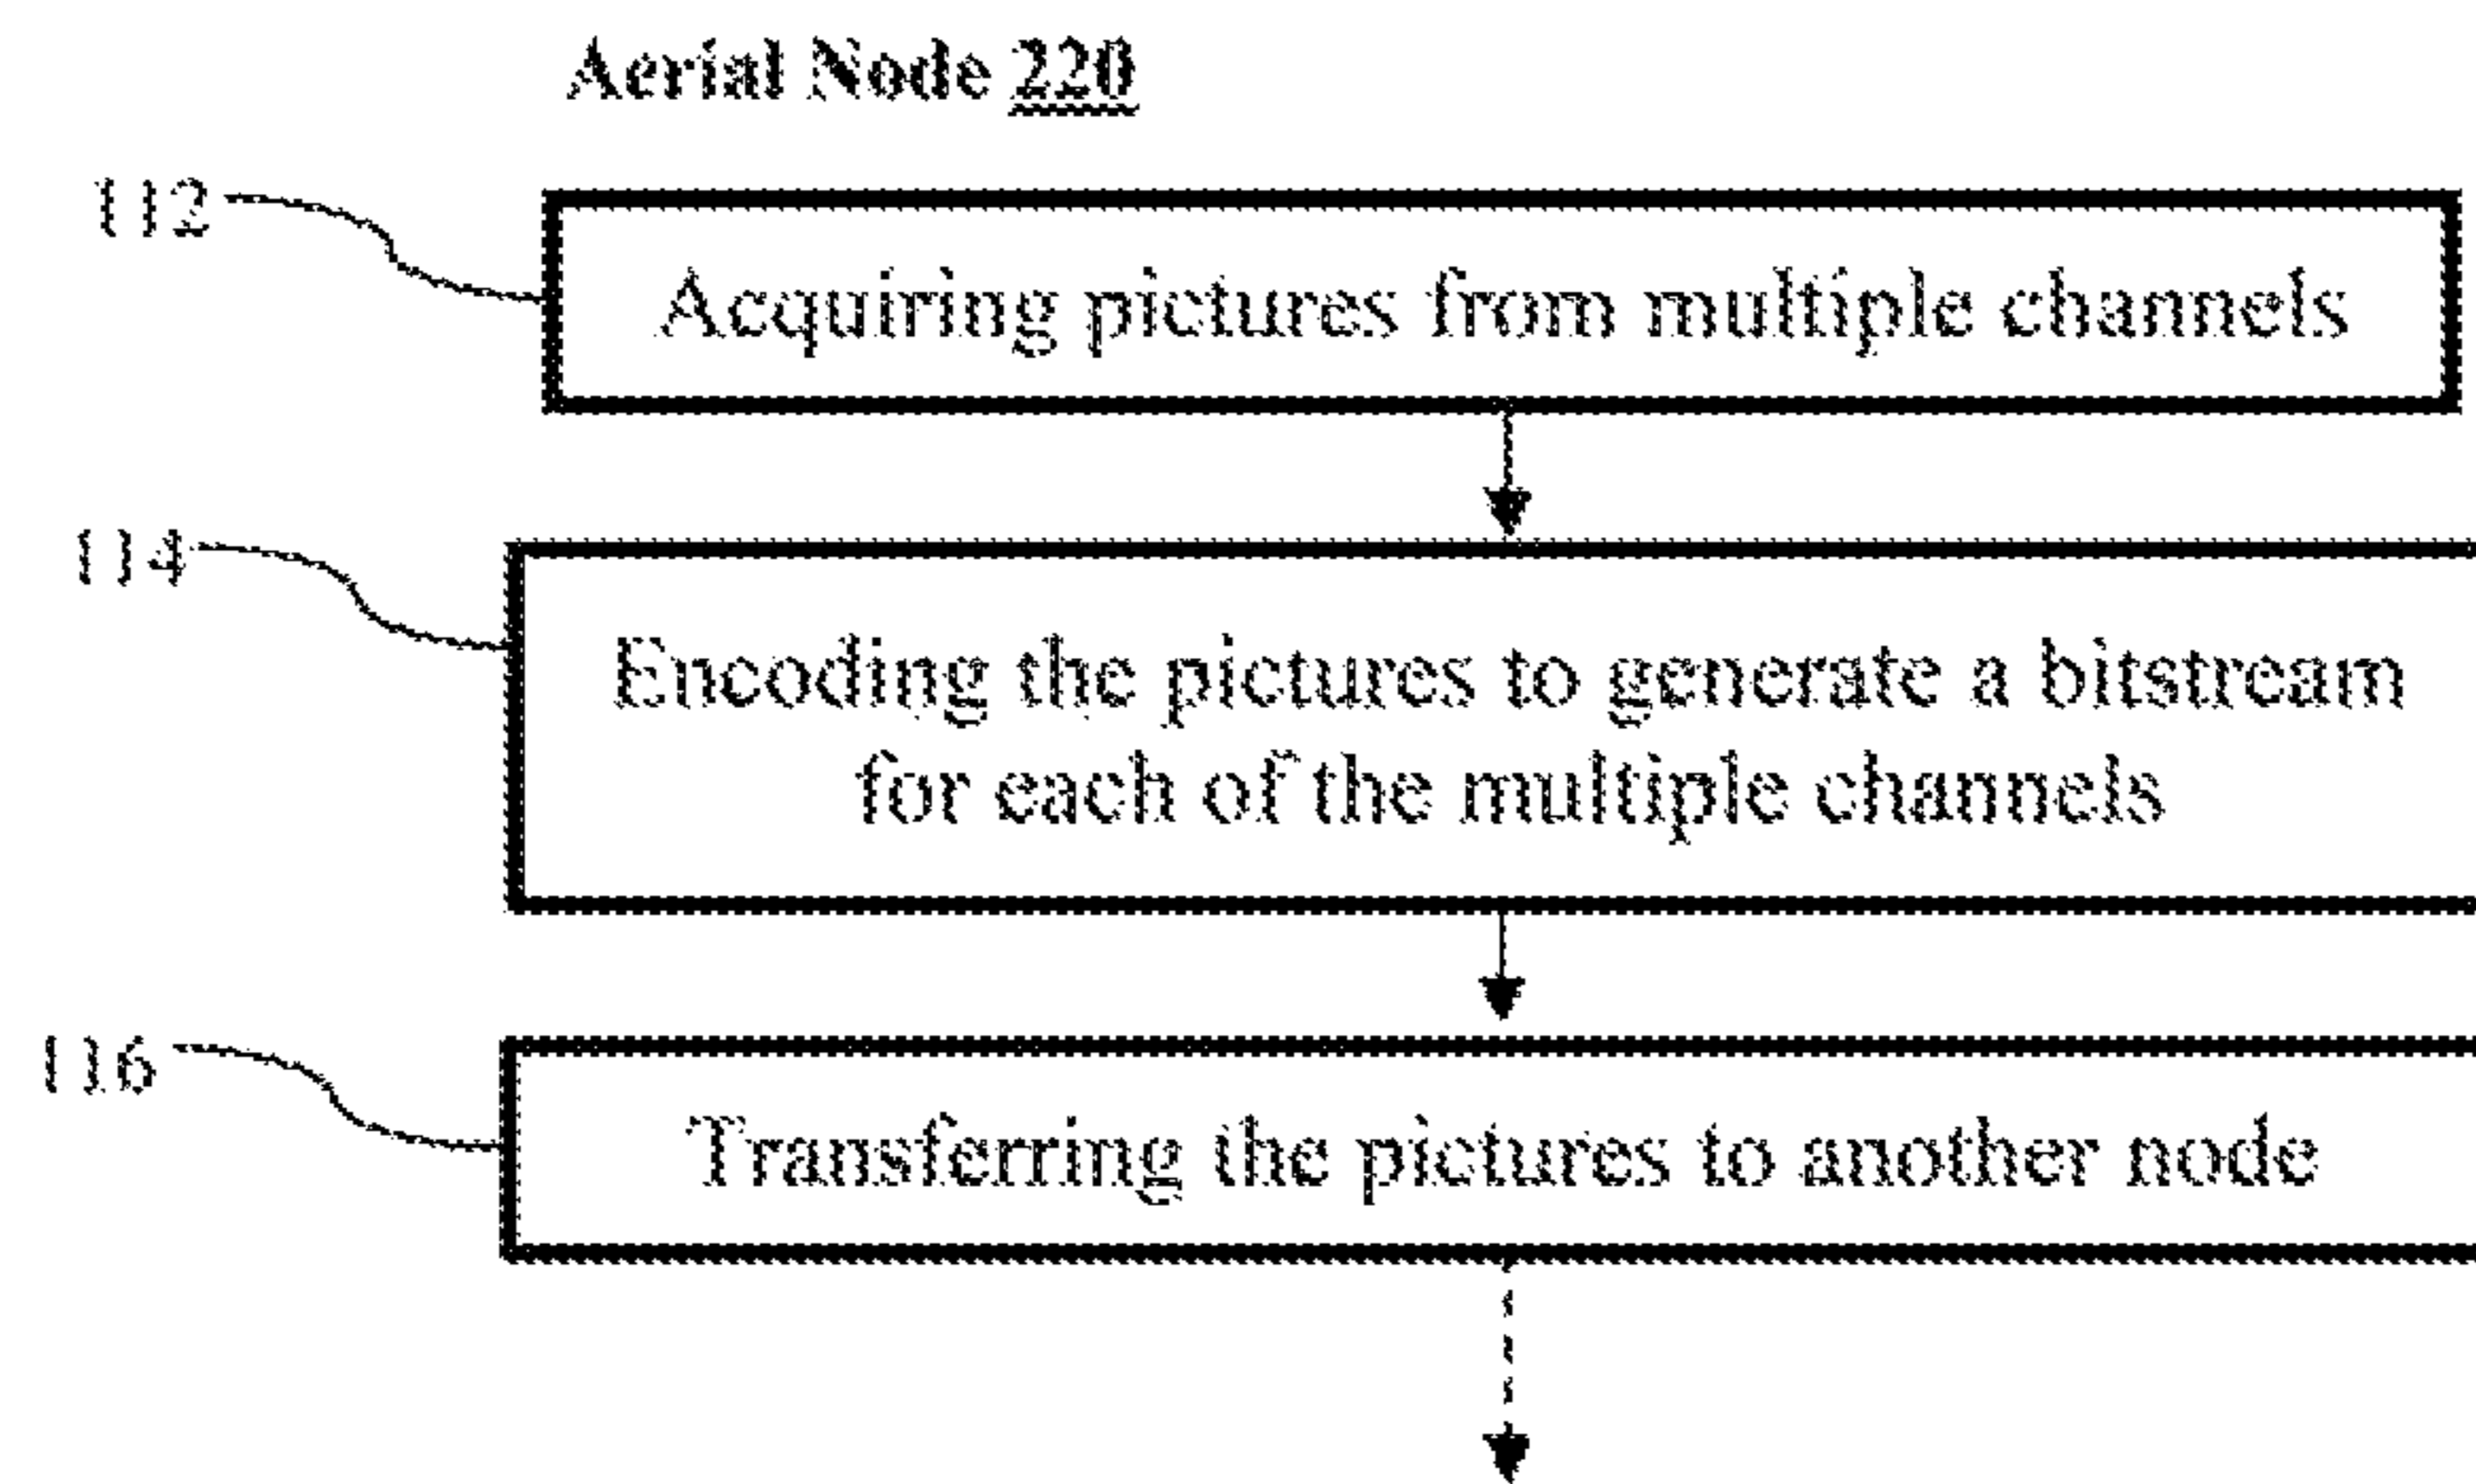 Aerial Node 220
112
Acquiring pictures from multiple channels
114
Encoding the pictures to generate a bitstream
for each of the multiple channels
116
Transferring the pictures to another node